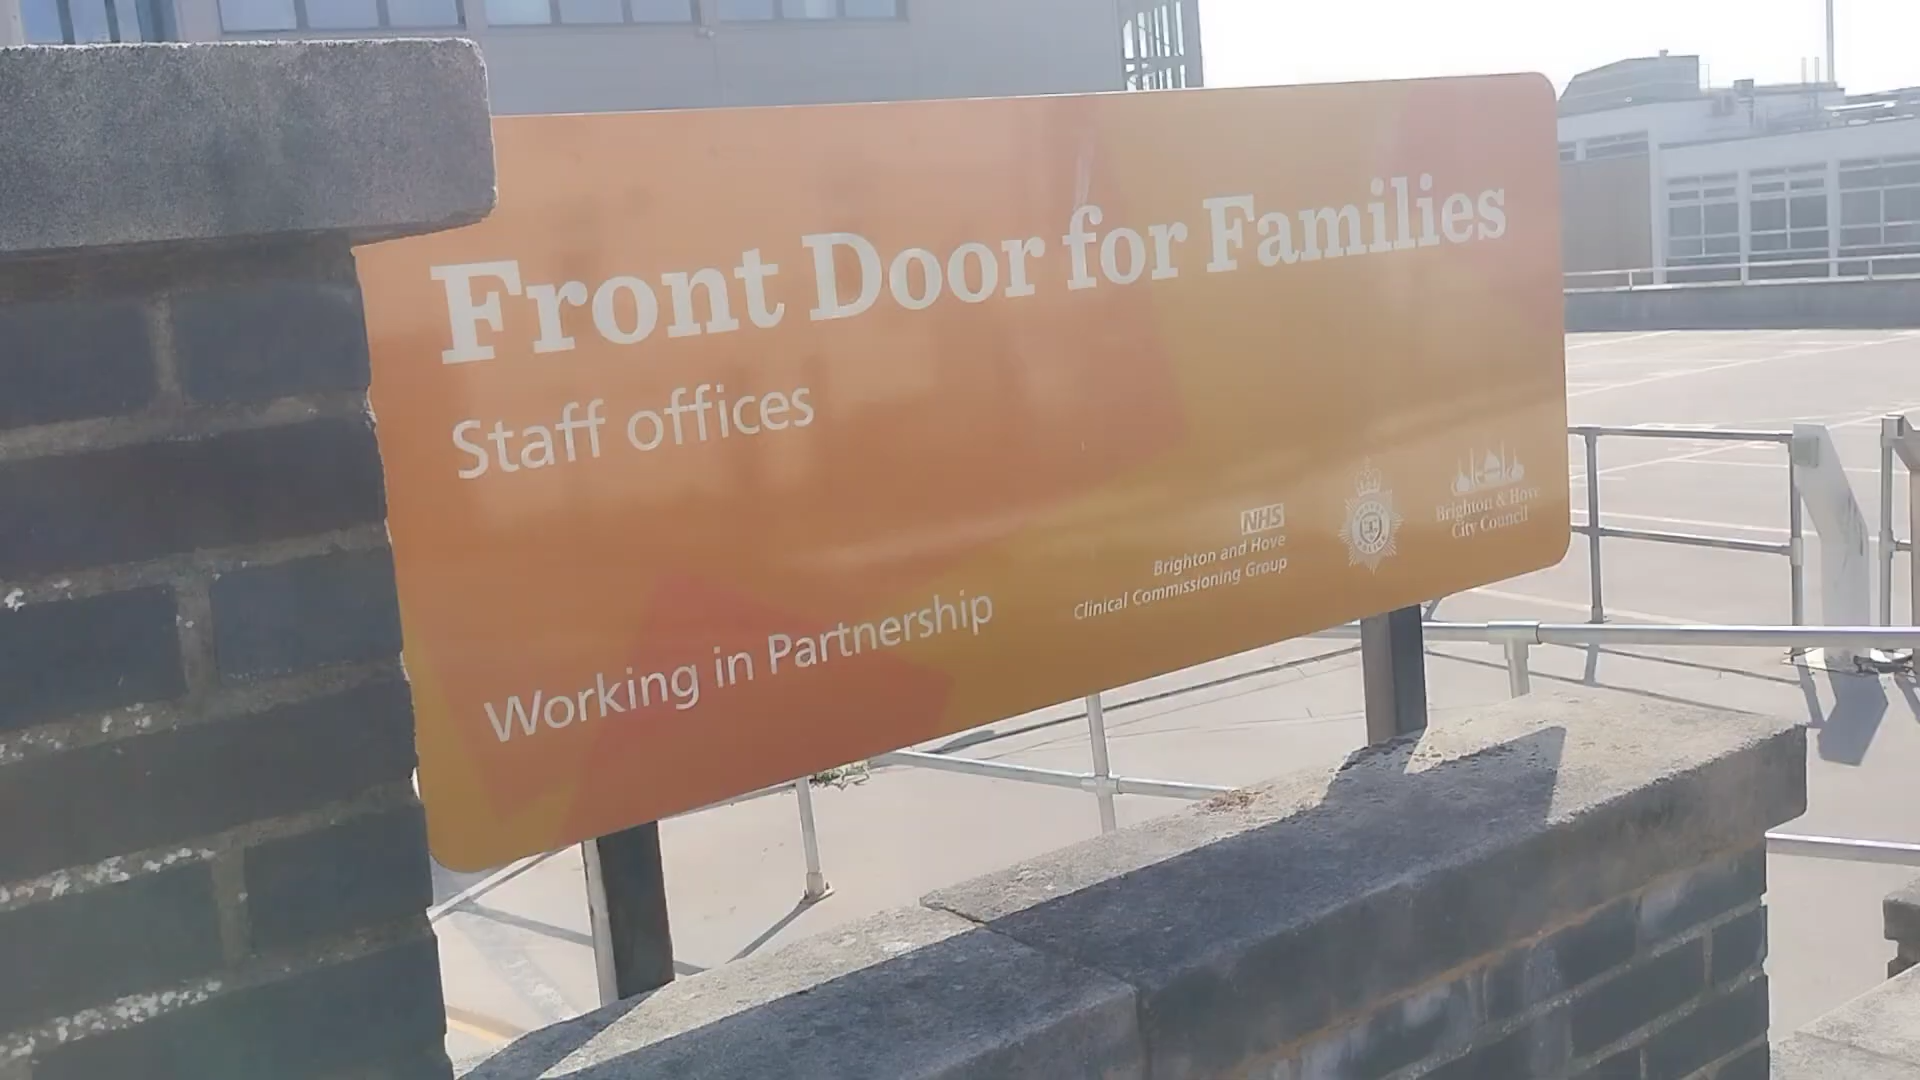 Front Door for Families
Staff offices
Working in Partnership
NHS
Brighton and Hove
Clinical Commissioning Group
Brighton & Hove
City Council